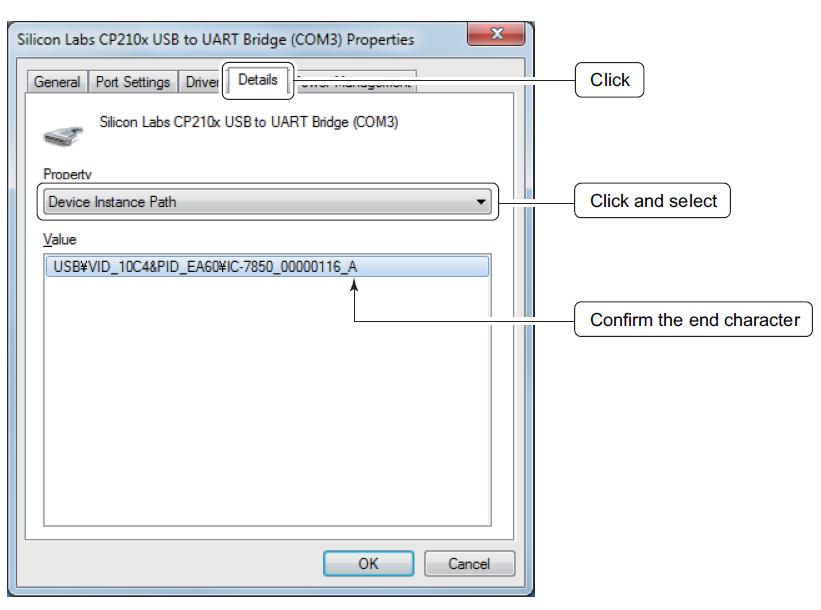 Silicon Labs CP210x USB to UART Bridge (COM3) Properties
General Port Settings Driver Details Power Management
Click
Silicon Labs CP210x USB to UART Bridge (COM3)
Property
Device Instance Path
Click and select
Value
USB¥VID_10C4&PID_EA60¥IC-7850_00000116_A
Confirm the end character
OK Cancel